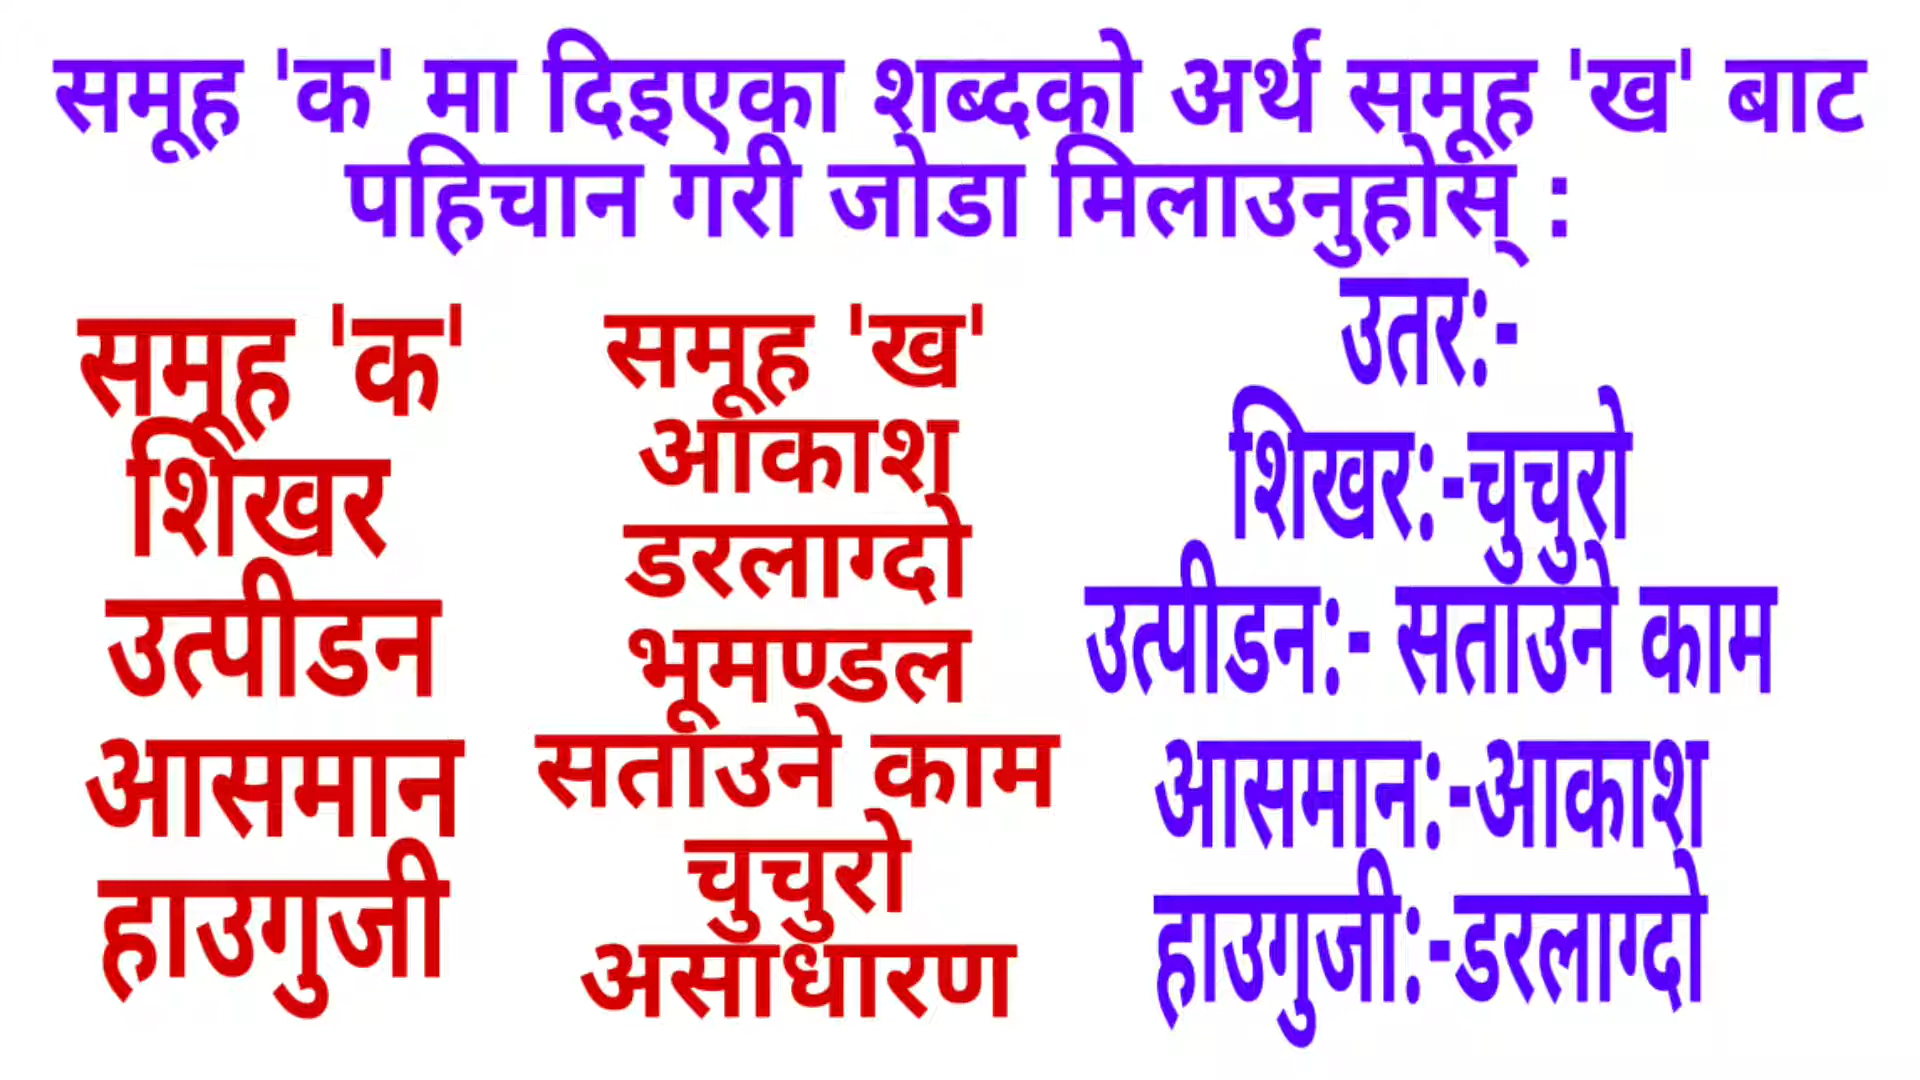 समूह 'क' मा दिइएका शब्दको अर्थ समूह 'ख' बाट
पहिचान गरी जोडा मिलाउनुहोस् :
समूह 'क'
शिखर
उत्पीडन
आसमान
हाउगुजी
समूह 'ख'
आकाश
डरलाग्दो
भूमण्डल
सताउने काम
चुचुरो
असाधारण
उतर:-
शिखर:-चुचुरो
उत्पीडन:- सताउने काम
आसमान:-आकाश
हाउगुजी:-डरलाग्दो